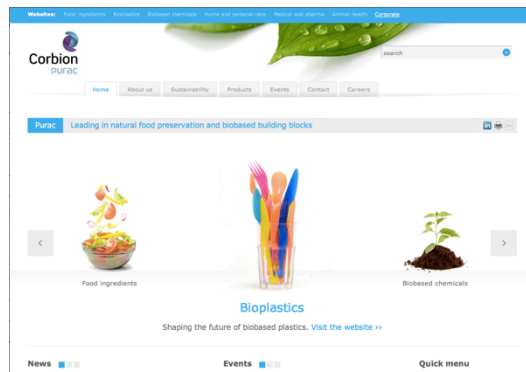 Websites: Food ingredients Bioplastics Biobased chemicals Home and personal care Medical and pharma Animal health Corporate
Corbion
PURAC
search
Home About us Sustainability Products Events Contact Careers
Purac Leading in natural food preservation and biobased building blocks
in
< >
Food ingredients
Biobased chemicals
Bioplastics
Shaping the future of biobased plastics. Visit the website >>
News Events Quick menu